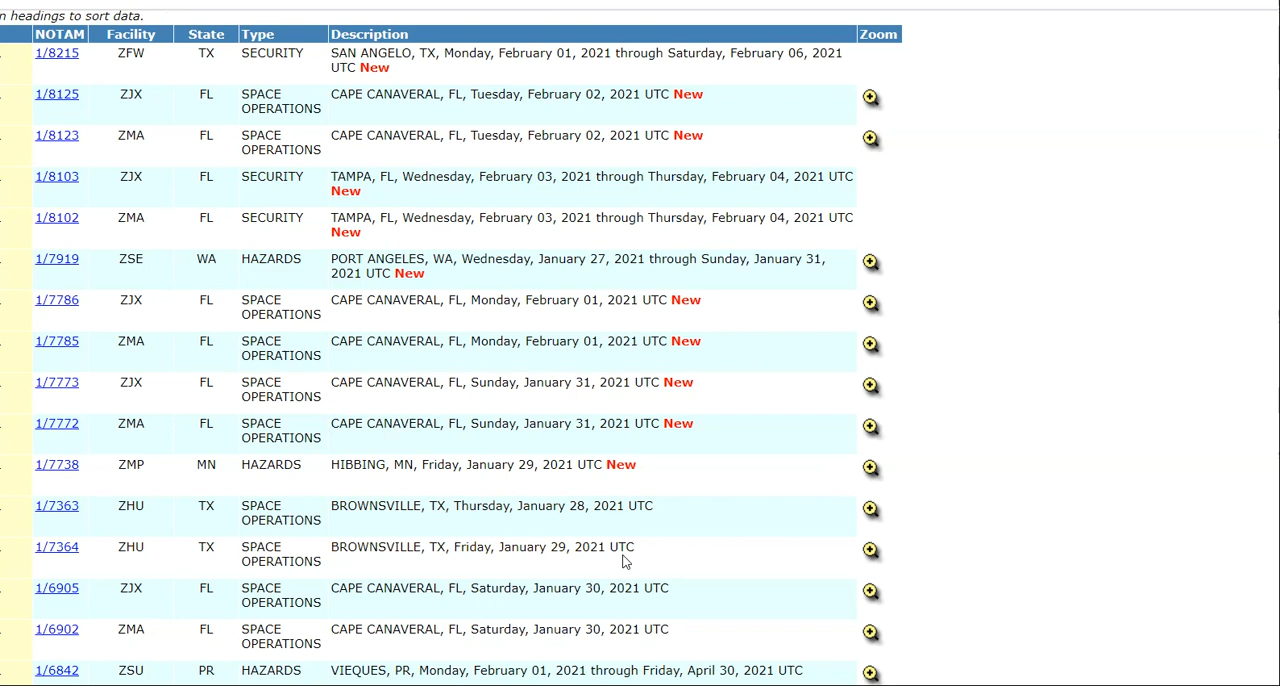 n headings to sort data.
NOTAM Facility State Type Description Zoom
1/8215 ZFW TX SECURITY SAN ANGELO, TX, Monday, February 01, 2021 through Saturday, February 06, 2021
UTC New
1/8125 ZJX FL SPACE CAPE CANAVERAL, FL, Tuesday, February 02, 2021 UTC New
OPERATIONS
1/8123 ZMA FL SPACE CAPE CANAVERAL, FL, Tuesday, February 02, 2021 UTC New
OPERATIONS
1/8103 ZJX FL SECURITY TAMPA, FL, Wednesday, February 03, 2021 through Thursday, February 04, 2021 UTC
New
1/8102 ZMA FL SECURITY TAMPA, FL, Wednesday, February 03, 2021 through Thursday, February 04, 2021 UTC
New
1/7919 ZSE WA HAZARDS PORT ANGELES, WA, Wednesday, January 27, 2021 through Sunday, January 31,
2021 UTC New
1/7786 ZJX FL SPACE CAPE CANAVERAL, FL, Monday, February 01, 2021 UTC New
OPERATIONS
1/7785 ZMA FL SPACE CAPE CANAVERAL, FL, Monday, February 01, 2021 UTC New
OPERATIONS
1/7773 ZJX FL SPACE CAPE CANAVERAL, FL, Sunday, January 31, 2021 UTC New
OPERATIONS
1/7772 ZMA FL SPACE CAPE CANAVERAL, FL, Sunday, January 31, 2021 UTC New
OPERATIONS
1/7738 ZMP MN HAZARDS HIBBING, MN, Friday, January 29, 2021 UTC New
1/7363 ZHU TX SPACE BROWNSVILLE, TX, Thursday, January 28, 2021 UTC
OPERATIONS
1/7364 ZHU TX SPACE BROWNSVILLE, TX, Friday, January 29, 2021 UTC
OPERATIONS
1/6905 ZJX FL SPACE CAPE CANAVERAL, FL, Saturday, January 30, 2021 UTC
OPERATIONS
1/6902 ZMA FL SPACE CAPE CANAVERAL, FL, Saturday, January 30, 2021 UTC
OPERATIONS
1/6842 ZSU PR HAZARDS VIEQUES, PR, Monday, February 01, 2021 through Friday, April 30, 2021 UTC